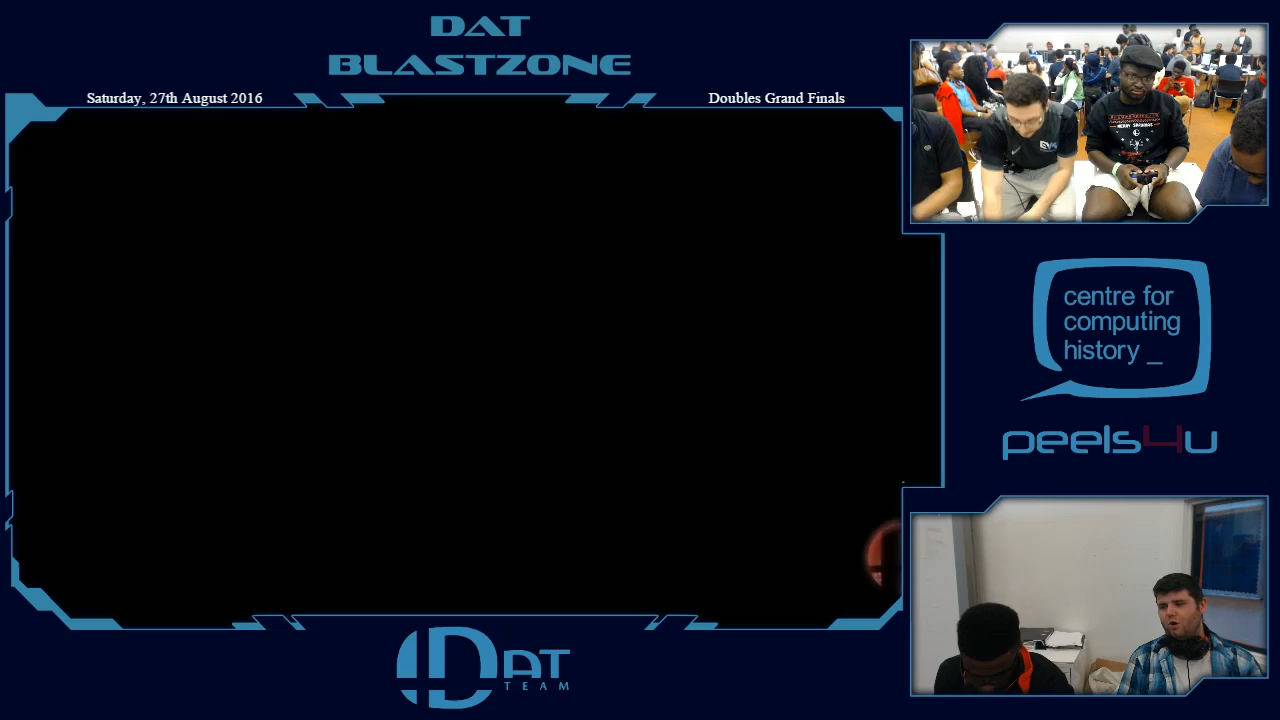 DAT
BLASTZONE
Saturday, 27th August 2016
Doubles Grand Finals
centre for
computing
history _
peels4u
DAT
TEAM